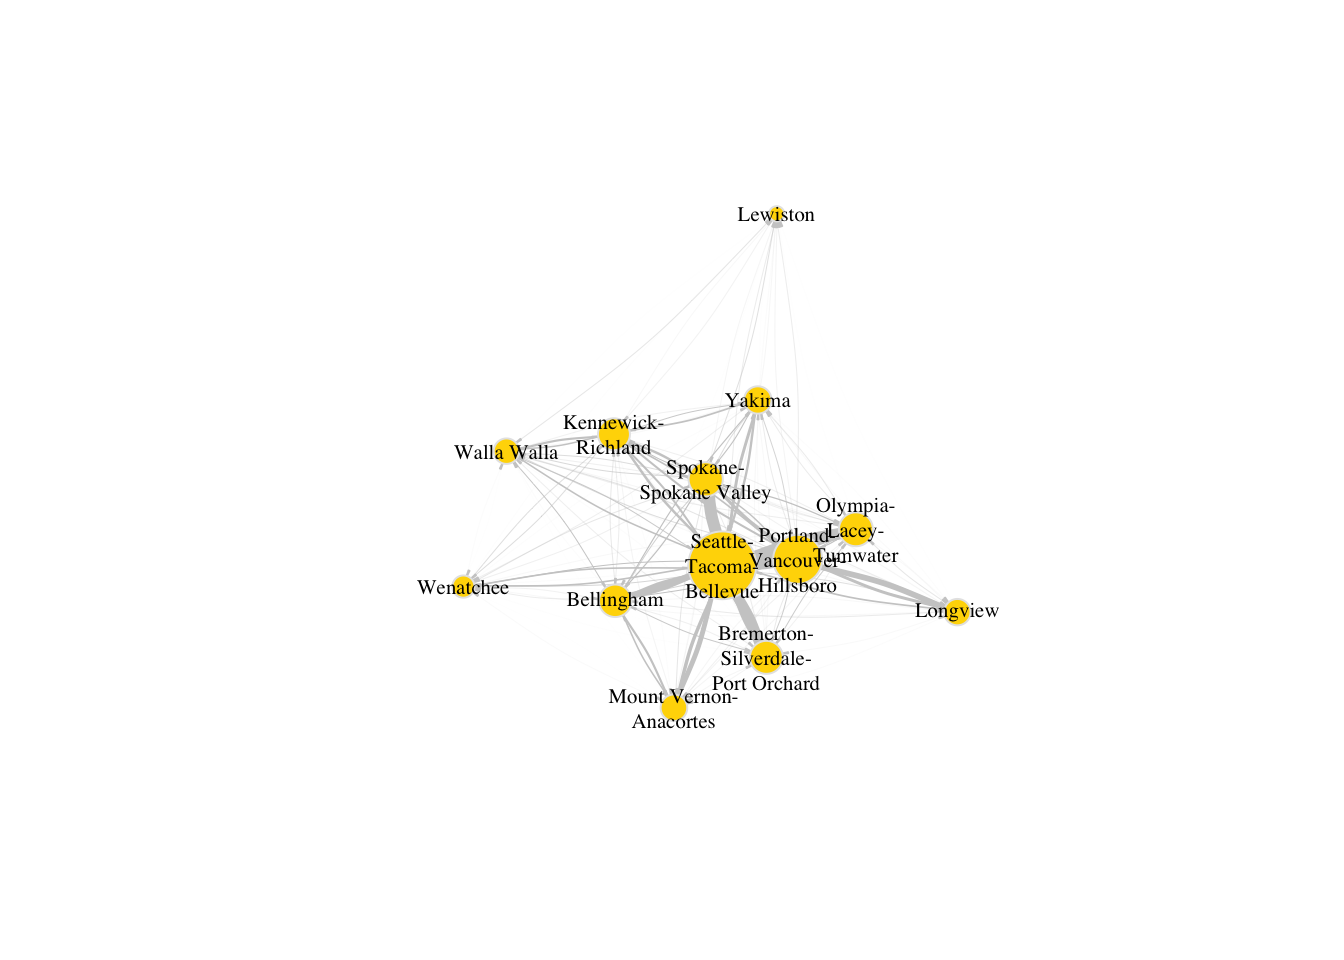 Lewiston
Yakima
Kennewick-
Richland
Walla Walla
Spokane-
Spokane Valley
Olympia-
Lacey-
Tumwater
Seattle-
Tacoma-
Bellevue
Portland-
Vancouver-
Hillsboro
Wenatchee
Bellingham
Longview
Bremerton-
Silverdale-
Port Orchard
Mount Vernon-
Anacortes